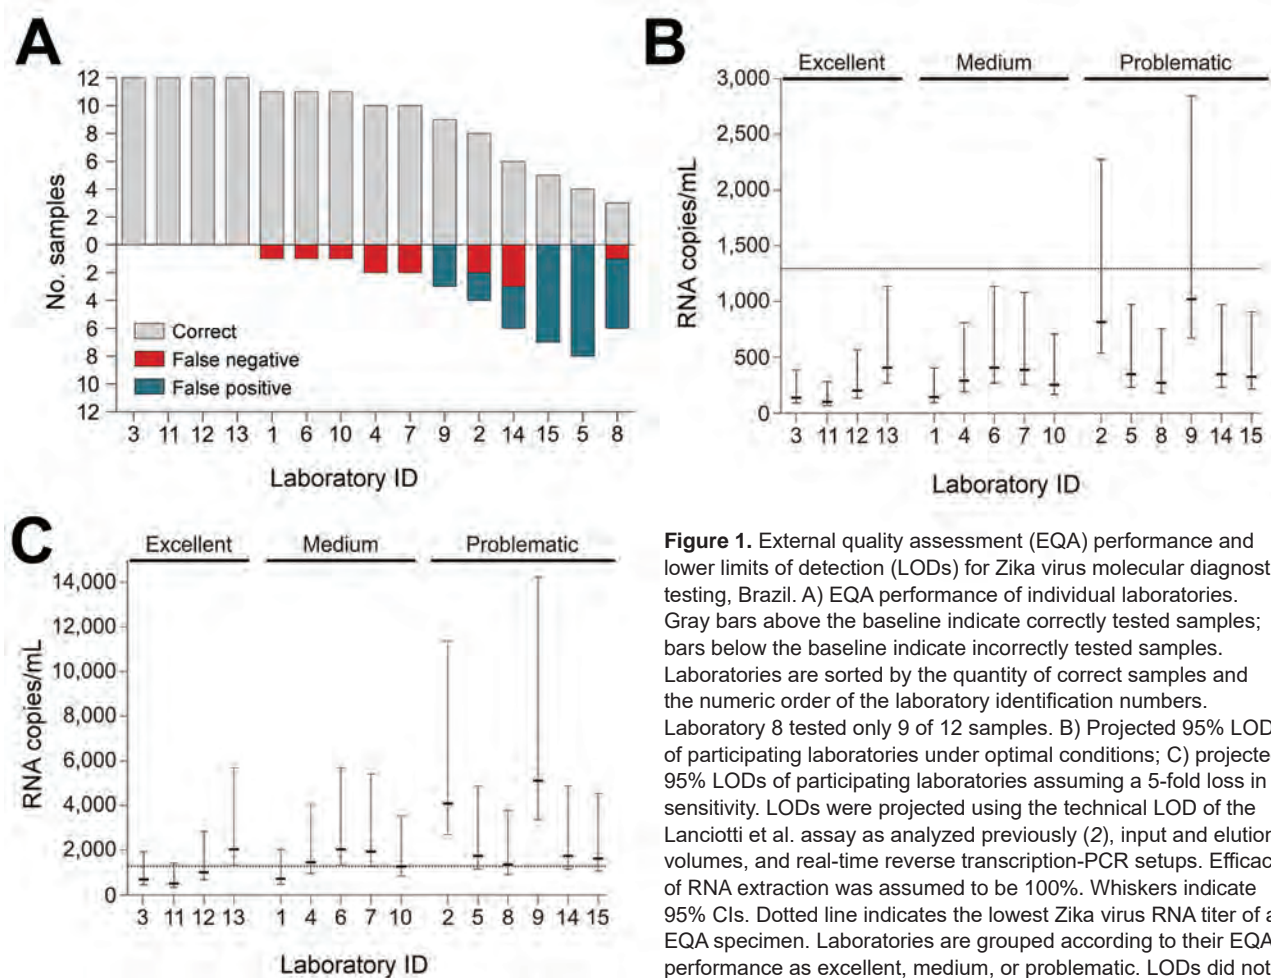 A
12
10
8
6
4
2
0
2
4
6
8
10
12
No. samples
Correct
False negative
False positive
3 11 12 13 1 6 10 4 7 9 2 14 15 5 8
Laboratory ID
B
Excellent Medium Problematic
3,000
2,500
2,000
1,500
1,000
500
0
RNA copies/mL
3 11 12 13 1 4 6 7 10 2 5 8 9 14 15
Laboratory ID
C
Excellent Medium Problematic
14,000
12,000
10,000
8,000
6,000
4,000
2,000
0
RNA copies/mL
3 11 12 13 1 4 6 7 10 2 5 8 9 14 15
Laboratory ID
Figure 1. External quality assessment (EQA) performance and
lower limits of detection (LODs) for Zika virus molecular diagnost
testing, Brazil. A) EQA performance of individual laboratories.
Gray bars above the baseline indicate correctly tested samples;
bars below the baseline indicate incorrectly tested samples.
Laboratories are sorted by the quantity of correct samples and
the numeric order of the laboratory identification numbers.
Laboratory 8 tested only 9 of 12 samples. B) Projected 95% LOD
of participating laboratories under optimal conditions; C) projecte
95% LODs of participating laboratories assuming a 5-fold loss in
sensitivity. LODs were projected using the technical LOD of the
Lanciotti et al. assay as analyzed previously (2), input and elution
volumes, and real-time reverse transcription-PCR setups. Efficac
of RNA extraction was assumed to be 100%. Whiskers indicate
95% CIs. Dotted line indicates the lowest Zika virus RNA titer of a
EQA specimen. Laboratories are grouped according to their EQA
performance as excellent, medium, or problematic. LODs did not